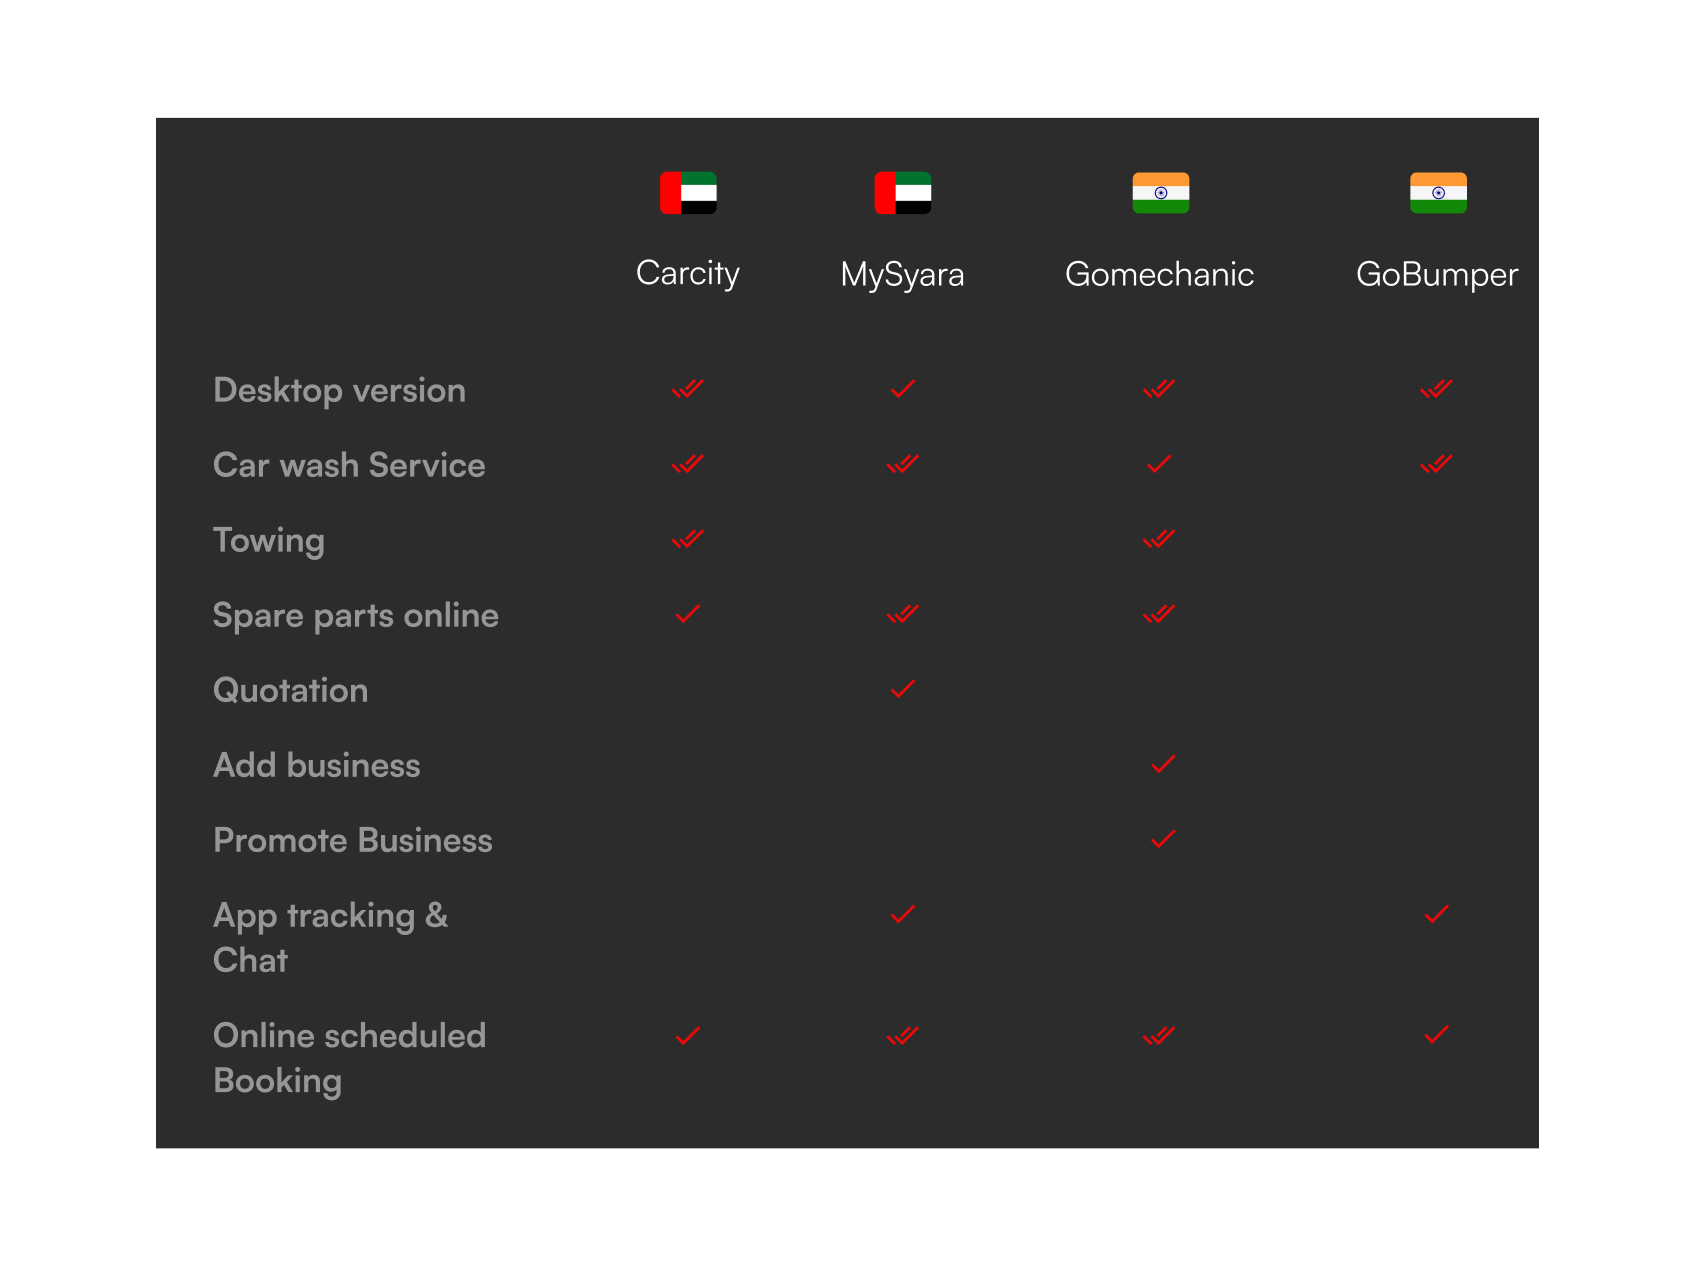 Carcity MySyara Gomechanic GoBumper
Desktop version
Car wash Service
Towing
Spare parts online
Quotation
Add business
Promote Business
App tracking &
Chat
Online scheduled
Booking